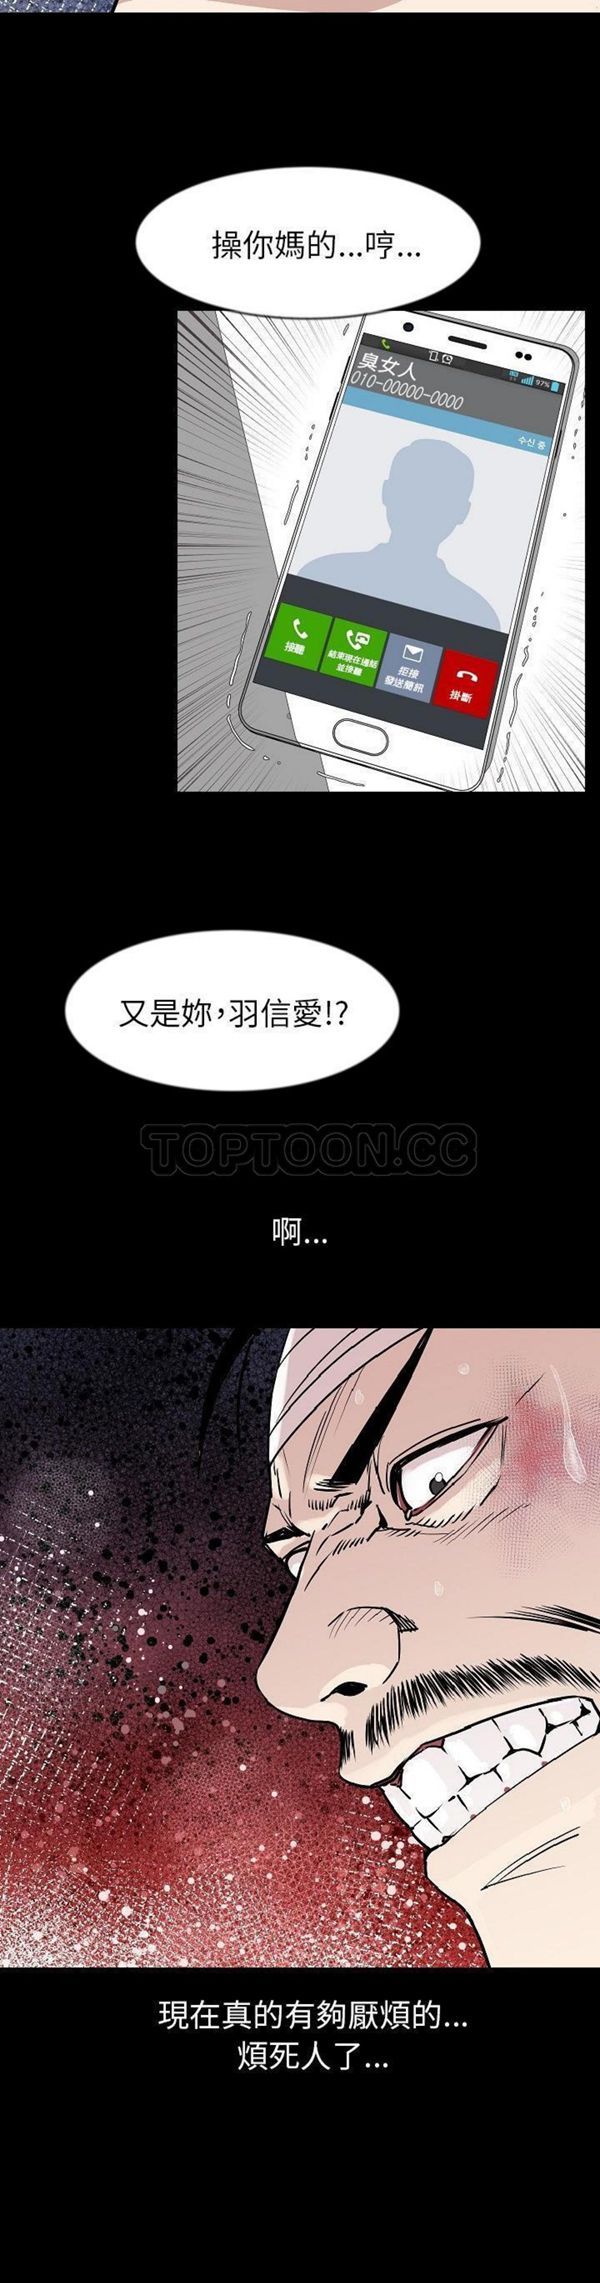 操你媽的...哼...
臭女人
97%
010-00000-0000
수신 중
接聽
結束現在通話
並接聽
拒接
發送簡訊
掛斷
又是妳，羽信愛!?
TOPTOON.CC
啊...
現在真的有夠厭煩的...
煩死人了...